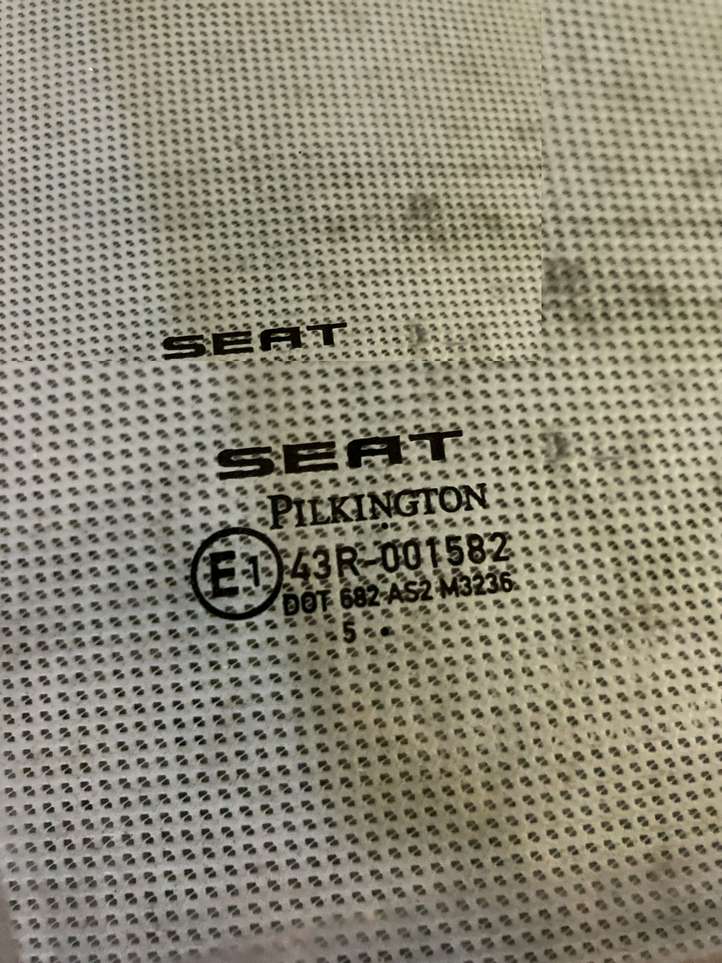 SEAT
SEAT
PILKINGTON
E1 43R-001582
DOT 682 AS2 M3236
5 •